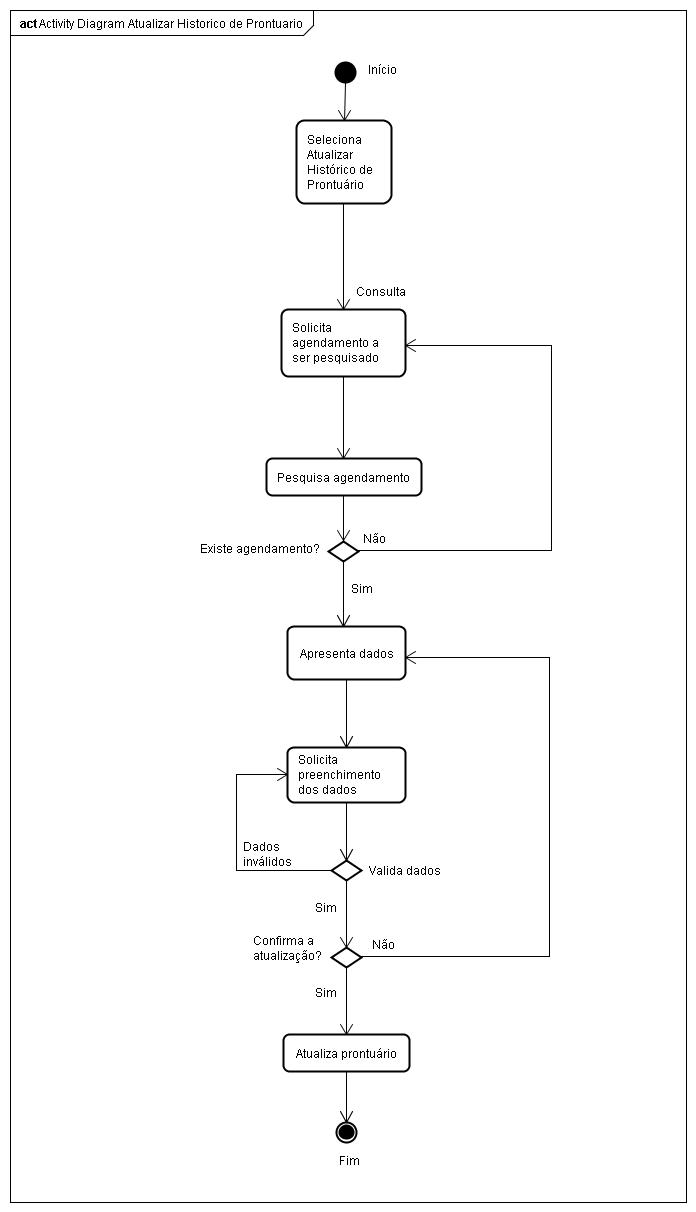 act Activity Diagram Atualizar Historico de Prontuario
Início
Seleciona
Atualizar
Histórico de
Prontuário
Consulta
Solicita
agendamento a
ser pesquisado
Pesquisa agendamento
Existe agendamento?
Não
Sim
Apresenta dados
Solicita
preenchimento
dos dados
Dados
inválidos
Valida dados
Sim
Confirma a
atualização?
Não
Sim
Atualiza prontuário
Fim